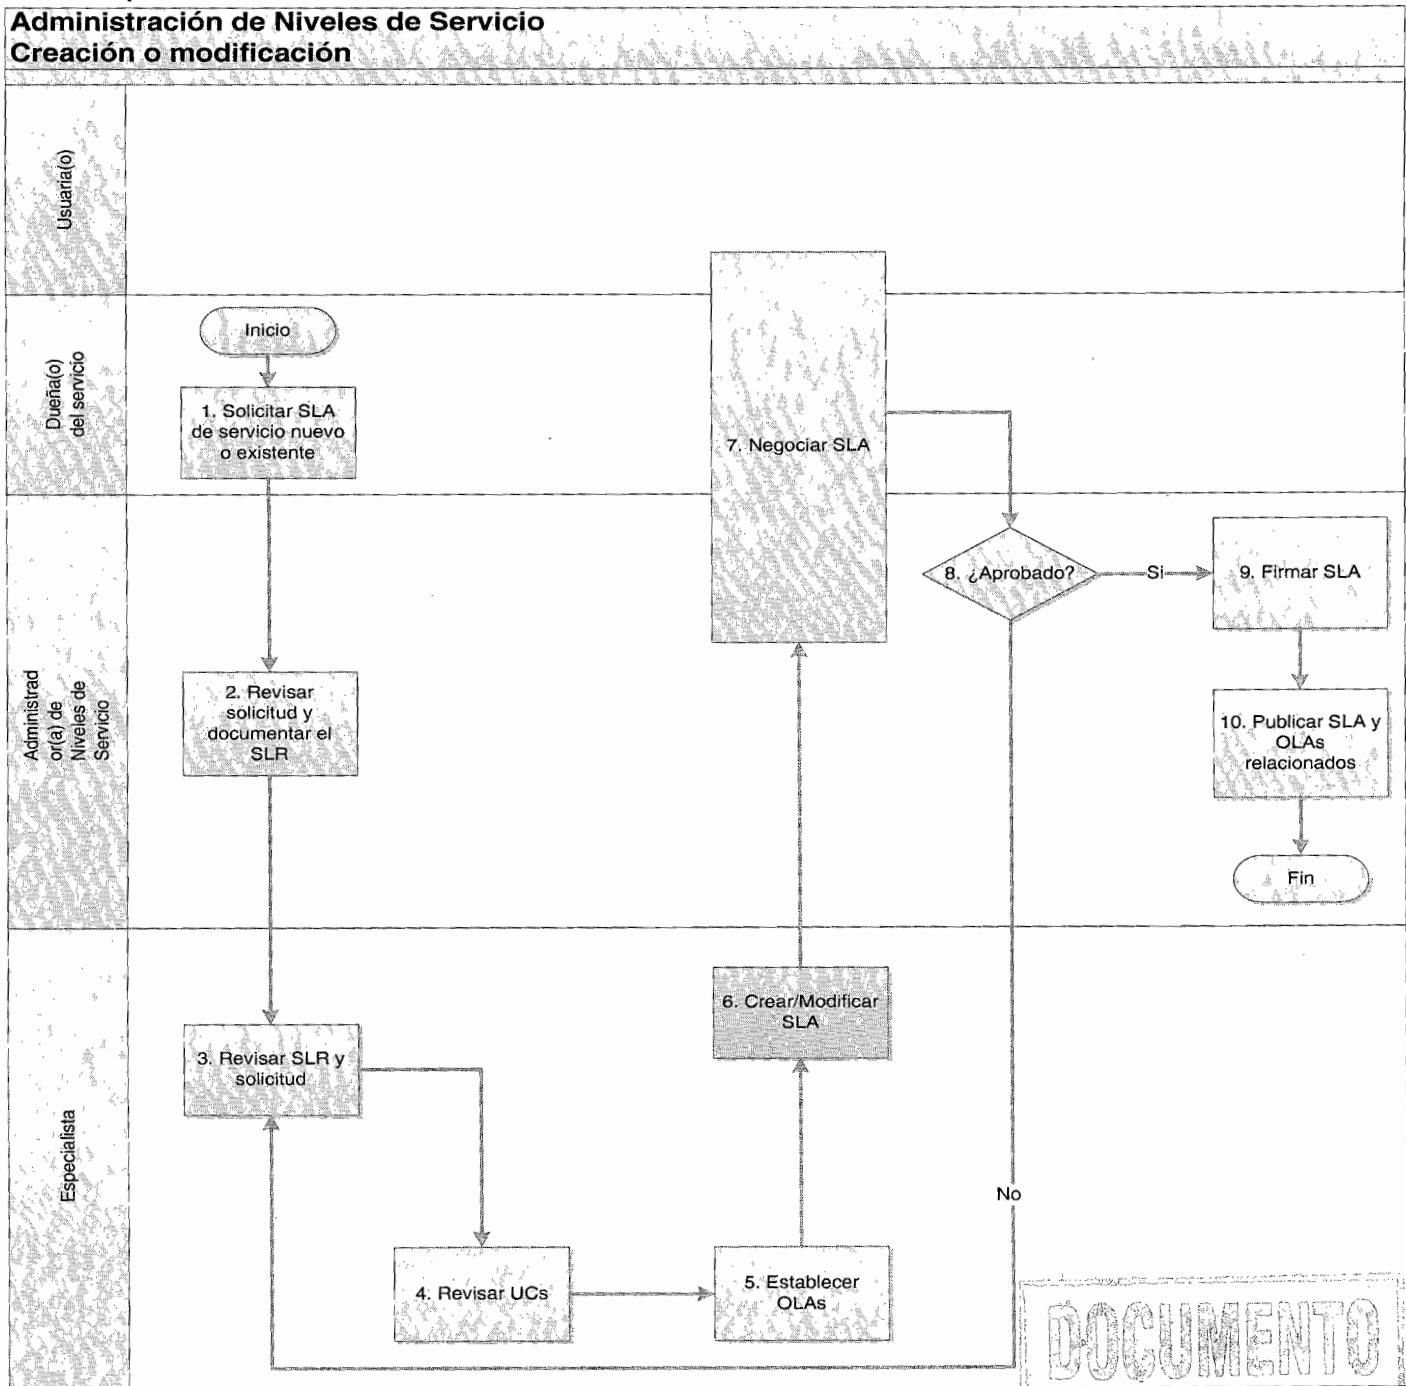 Administración de Niveles de Servicio
Creación o modificación
Usuaria(o)
Dueña(o)
del servicio
Inicio
1. Solicitar SLA
de servicio nuevo
o existente
7. Negociar SLA
Administrad
or(a) de
Niveles de
Servicio
2. Revisar
solicitud y
documentar el
SLR
8. ¿Aprobado?
Si
9. Firmar SLA
10. Publicar SLA y
OLAs
relacionados
Fin
Especialista
3. Revisar SLR y
solicitud
6. Crear/Modificar
SLA
No
4. Revisar UCs
5. Establecer
OLAs
DOCUMENTO